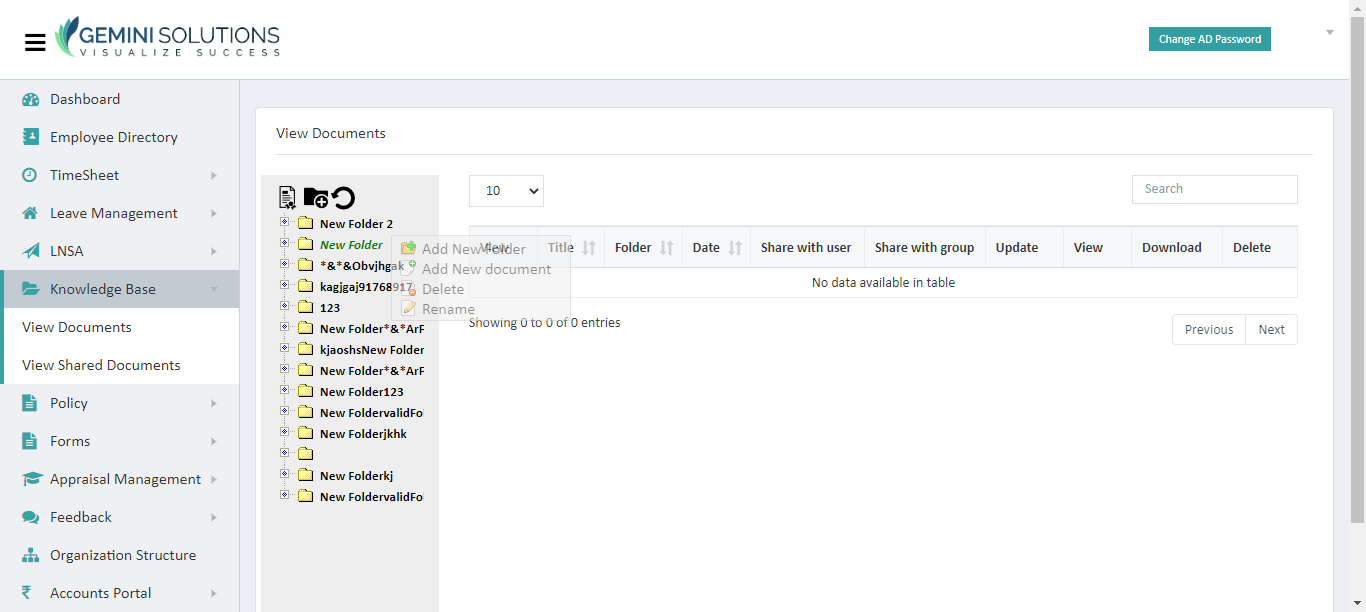 GEMINI SOLUTIONS
VISUALIZE SUCCESS
Change AD Password
Dashboard
Employee Directory
TimeSheet
Leave Management
LNSA
Knowledge Base
View Documents
View Shared Documents
Policy
Forms
Appraisal Management
Feedback
Organization Structure
Accounts Portal
View Documents
New Folder 2
New Folder
*&*&Obvjhgak
kagjgaj91768917
123
New Folder*&*ArF
kjaoshsNew Folder
New Folder*&*ArF
New Folder123
New FoldervalidFo
New Folderjkhk
New Folderkj
New FoldervalidFo
Add New Folder
Add New document
Delete
Rename
10
Search
View Title Folder Date Share with user Share with group Update View Download Delete
No data available in table
Showing 0 to 0 of 0 entries
Previous Next